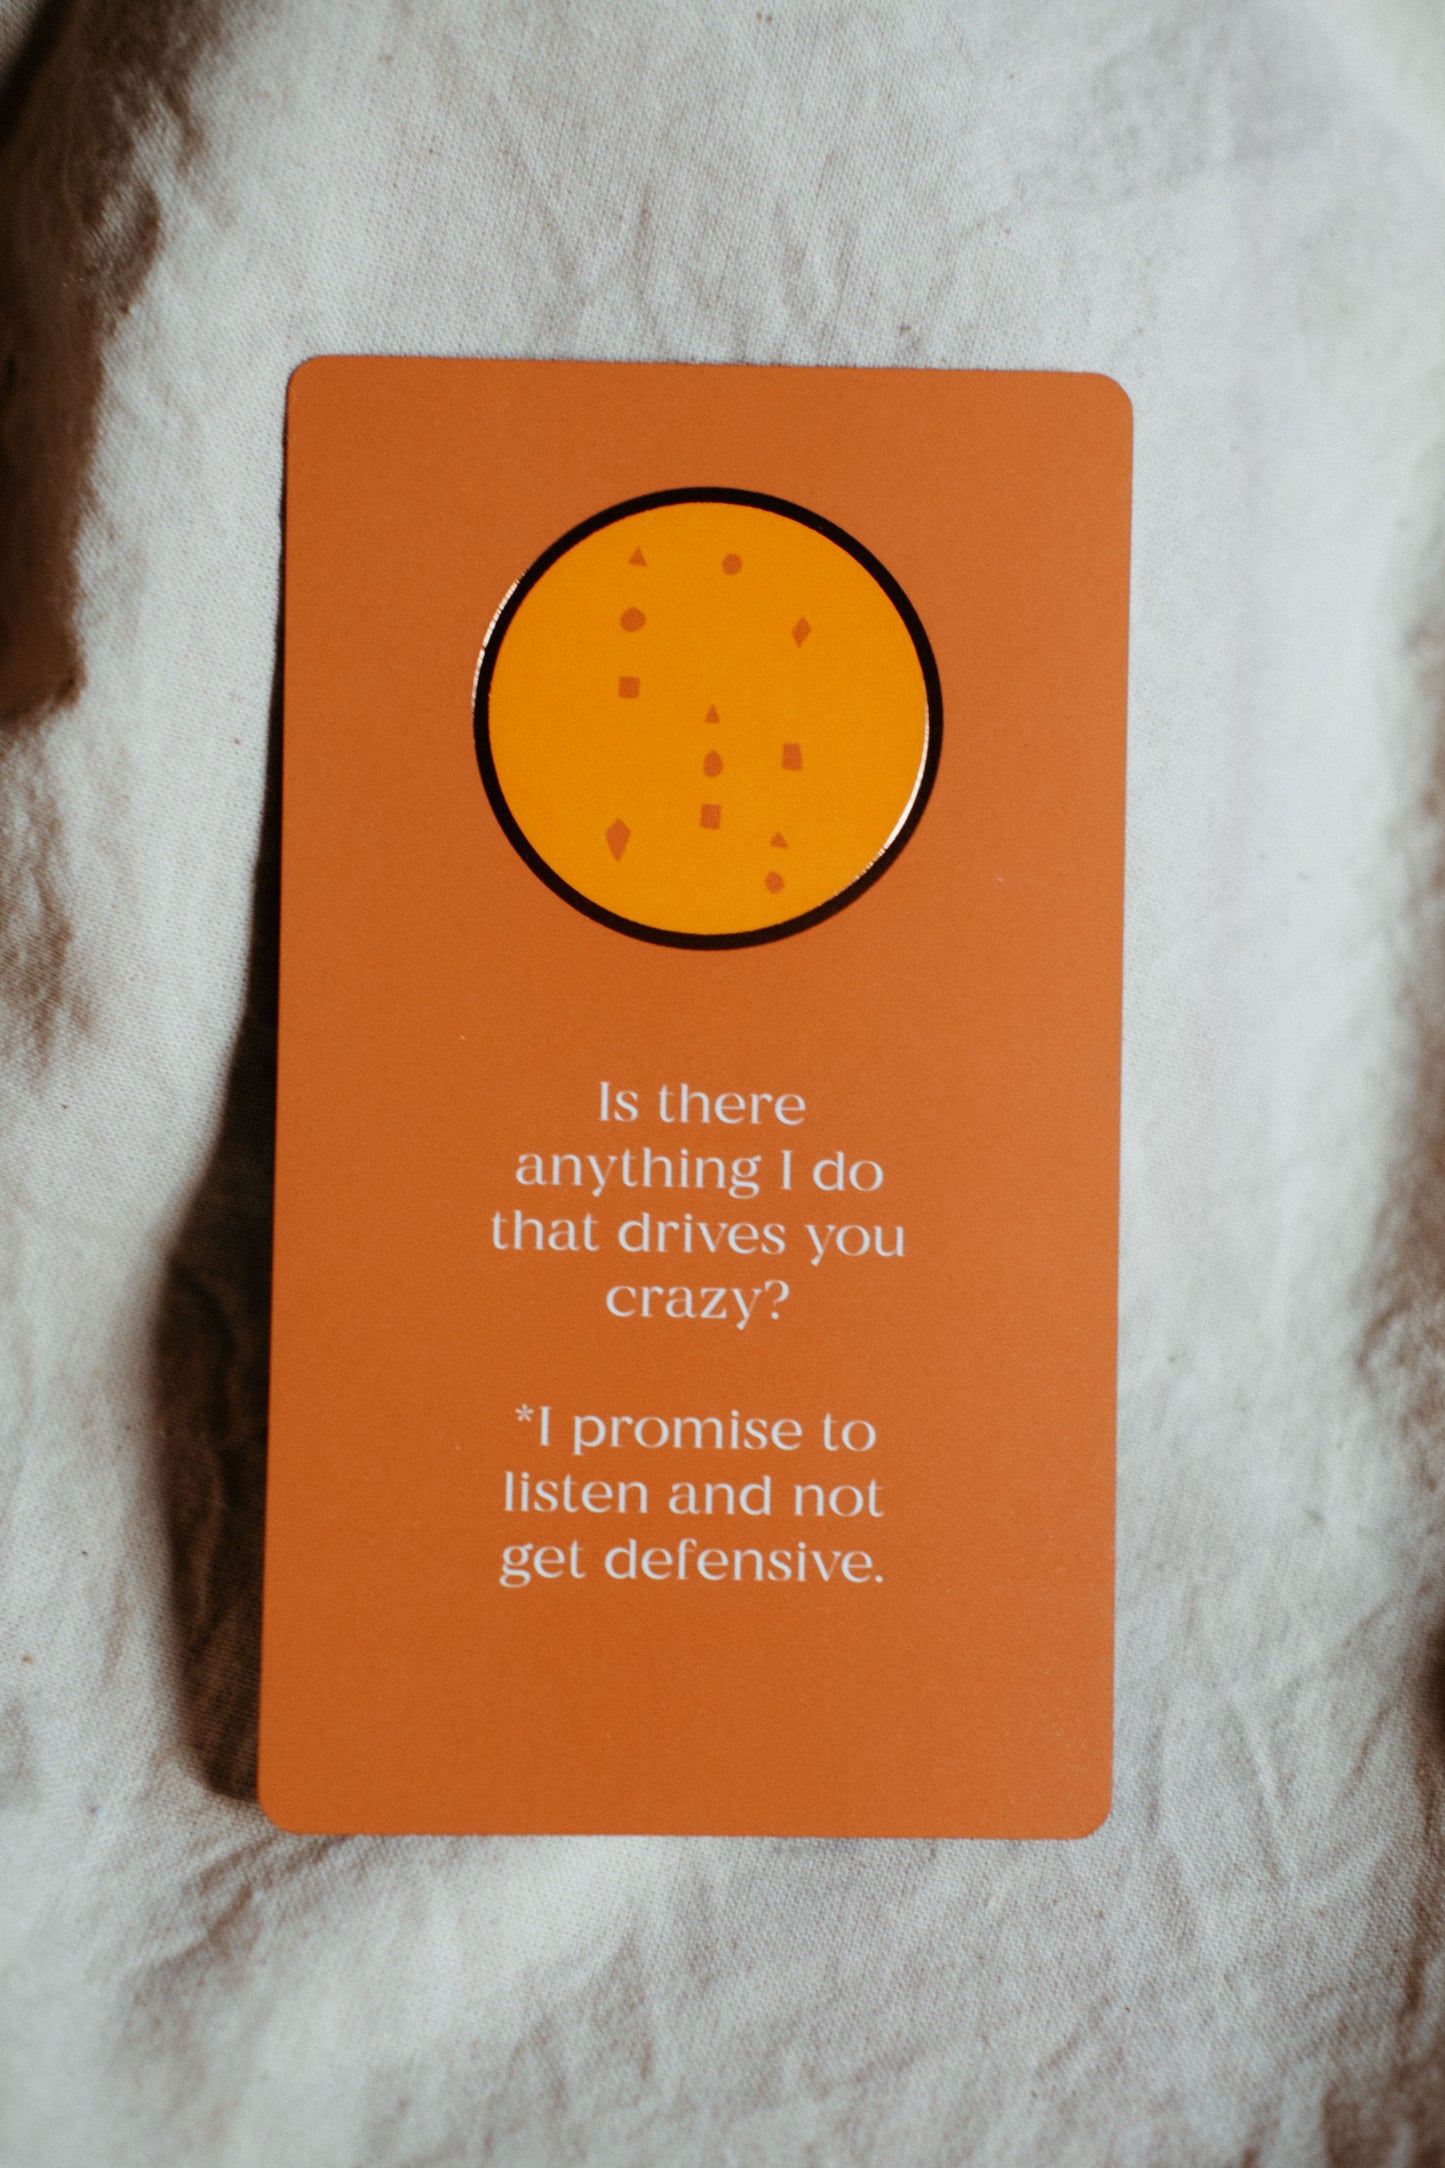 Is there
anything I do
that drives you
crazy?
*I promise to
listen and not
get defensive.